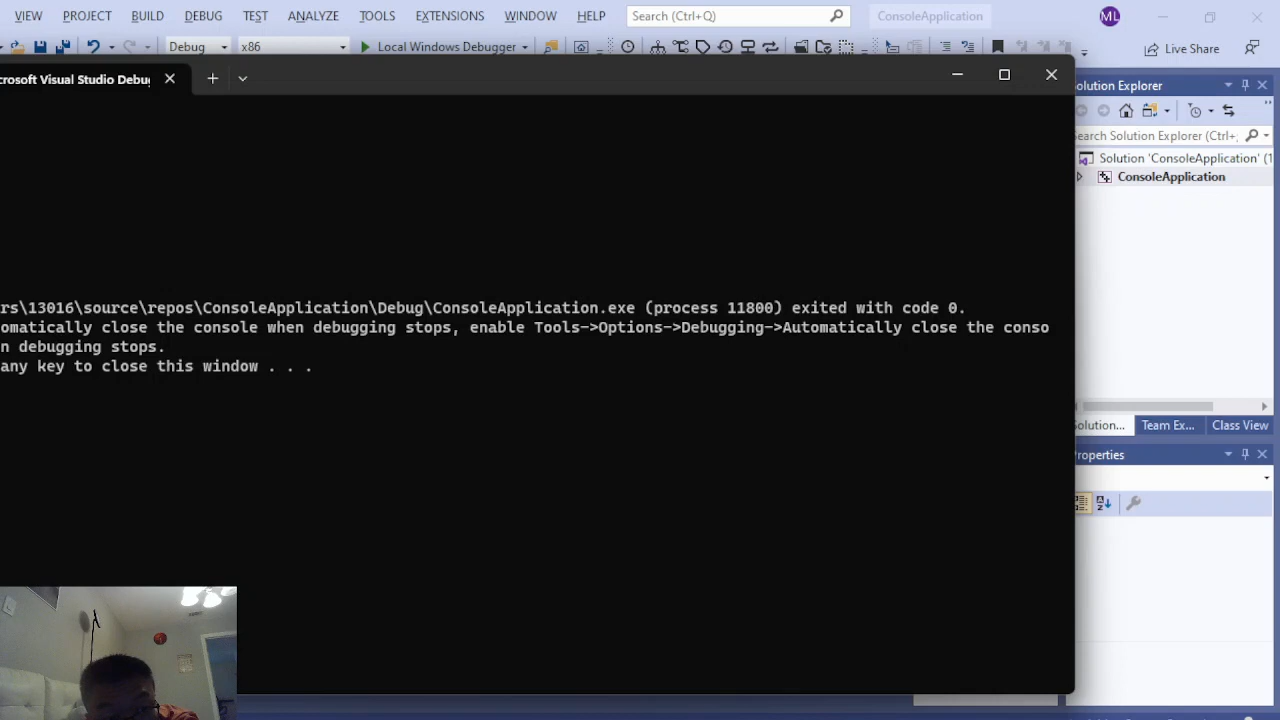 VIEW PROJECT BUILD DEBUG TEST ANALYZE TOOLS EXTENSIONS WINDOW HELP Search (Ctrl+Q) ConsoleApplication ML
Debug x86 Local Windows Debugger Live Share
crosoft Visual Studio Debug
olution Explorer
earch Solution Explorer (Ctrl+;
Solution 'ConsoleApplication' (1
ConsoleApplication
rs\13016\source\repos\ConsoleApplication\Debug\ConsoleApplication.exe (process 11800) exited with code 0.
omatically close the console when debugging stops, enable Tools->Options->Debugging->Automatically close the conso
n debugging stops.
any key to close this window . . .
Solution... Team Ex... Class View
roperties